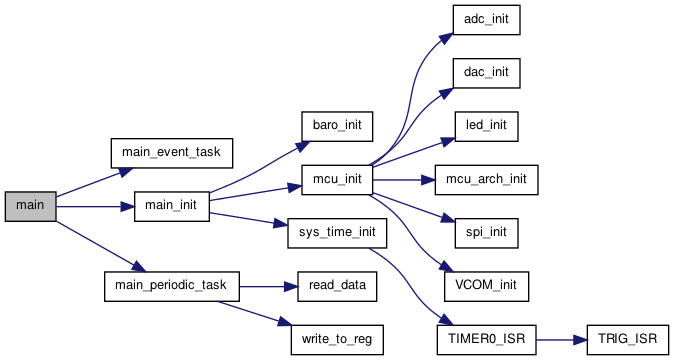 main
main_event_task
main_init
baro_init
mcu_init
adc_init
dac_init
led_init
mcu_arch_init
spi_init
VCOM_init
sys_time_init
TIMER0_ISR
TRIG_ISR
main_periodic_task
read_data
write_to_reg